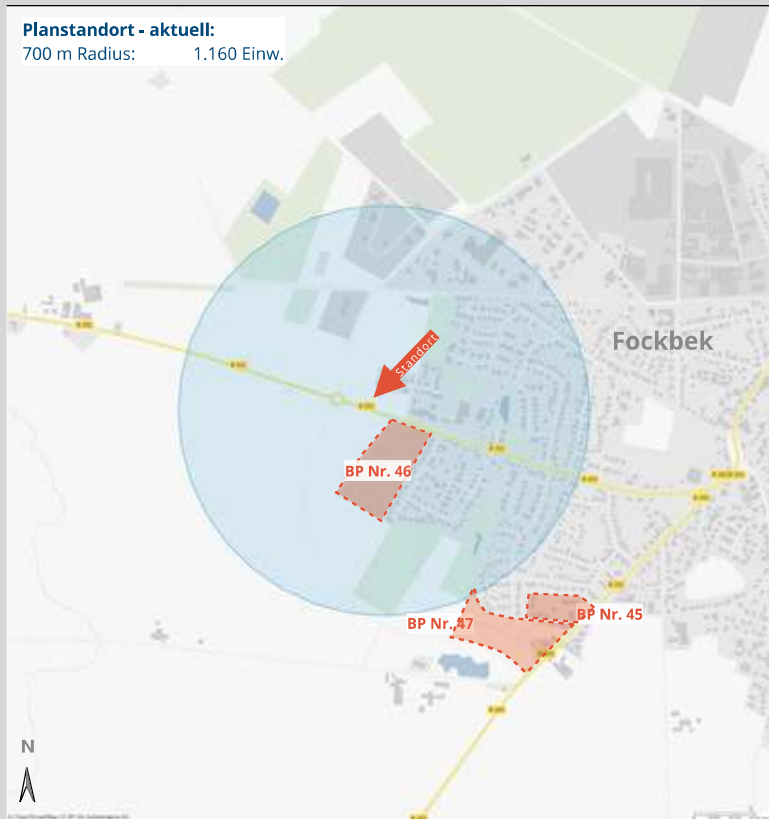 Planstandort - aktuell:
700 m Radius: 1.160 Einw.
Fockbek
Standort
BP Nr. 46
BP Nr. 45
BP Nr. 47
N